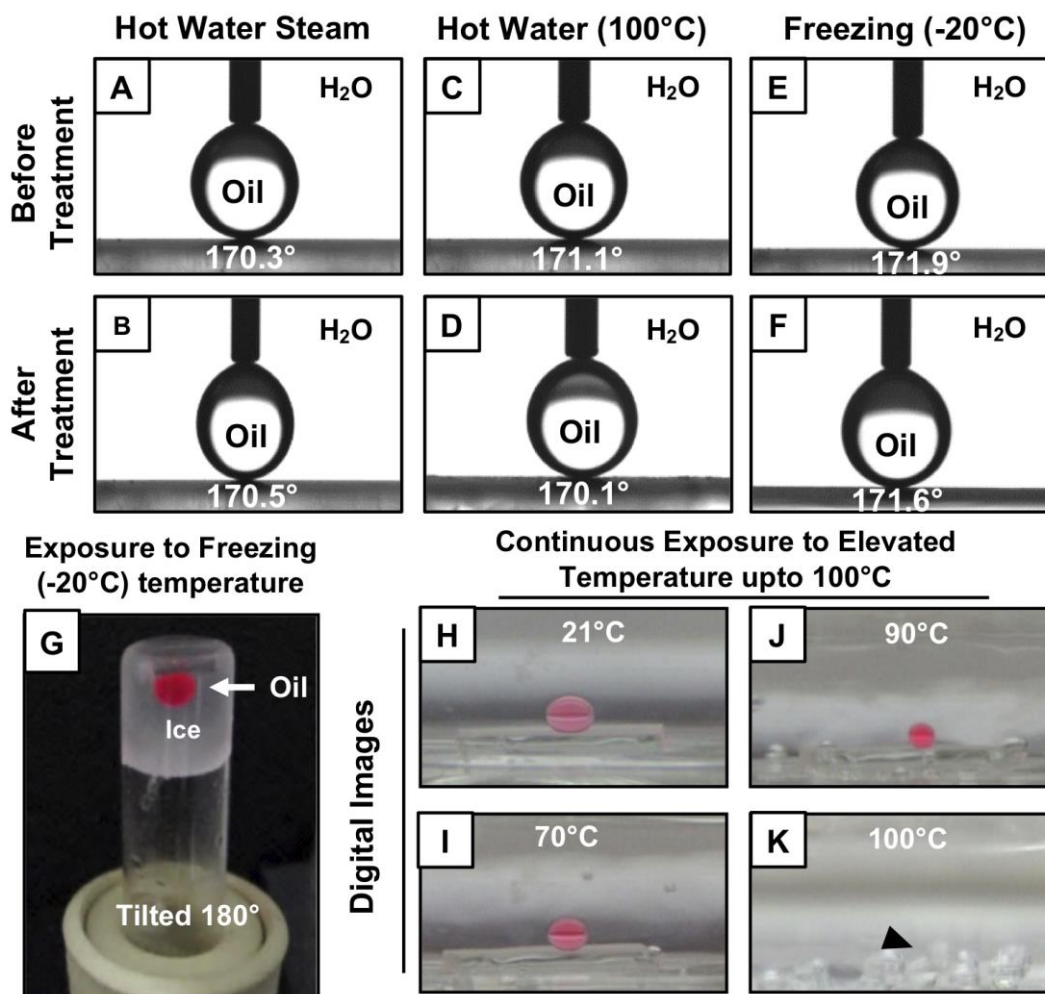 Hot Water Steam
Hot Water (100°C)
Freezing (-20°C)
Before
Treatment
A
H₂O
Oil
170.3°
C
H₂O
Oil
171.1°
E
H₂O
Oil
171.9°
After
Treatment
B
H₂O
Oil
170.5°
D
H₂O
Oil
170.1°
F
H₂O
Oil
171.6°
Exposure to Freezing
(-20°C) temperature
G
Oil
Ice
Tilted 180°
Continuous Exposure to Elevated
Temperature upto 100°C
Digital Images
H
21°C
J
90°C
I
70°C
K
100°C